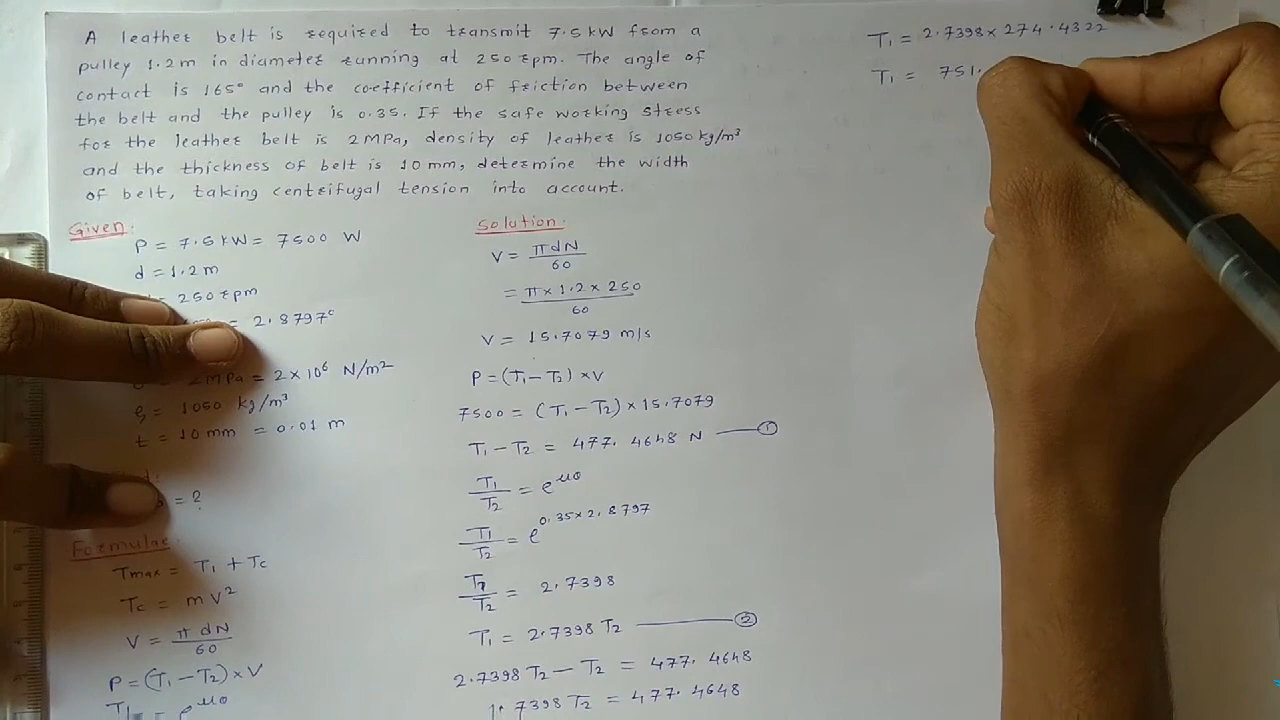 A leather belt is required to transmit 7.5 kW from a
pulley 1.2 m in diameter running at 250 rpm. The angle of
contact is 165° and the coefficient of friction between
the belt and the pulley is 0.35. If the safe working stress
for the leather belt is 2 MPa, density of leather is 1050 kg/m³
and the thickness of belt is 10 mm, determine the width
of belt, taking centrifugal tension into account.
Given:
P = 7.5 kW = 7500 W
d = 1.2 m
250 rpm
= 2.8797ᶜ
2 MPa = 2 × 10⁶ N/m²
ρ = 1050 kg/m³
t = 10 mm = 0.01 m
= ?
Formulae:
Tmax = T₁ + Tc
Tc = mV²
V = πdN/60
P = (T₁ − T₂) × V
T₁ = e^μθ
Solution:
V = πdN/60
= π × 1.2 × 250/60
V = 15.7079 m/s
P = (T₁ − T₂) × V
7500 = (T₁ − T₂) × 15.7079
T₁ − T₂ = 477.4648 N ——①
T₁/T₂ = e^μθ
T₁/T₂ = e^0.35×2.8797
T₁/T₂ = 2.7398
T₁ = 2.7398 T₂ ——②
2.7398 T₂ − T₂ = 477.4648
1.7398 T₂ = 477.4648
T₁ = 2.7398 × 274.4322
T₁ = 751.